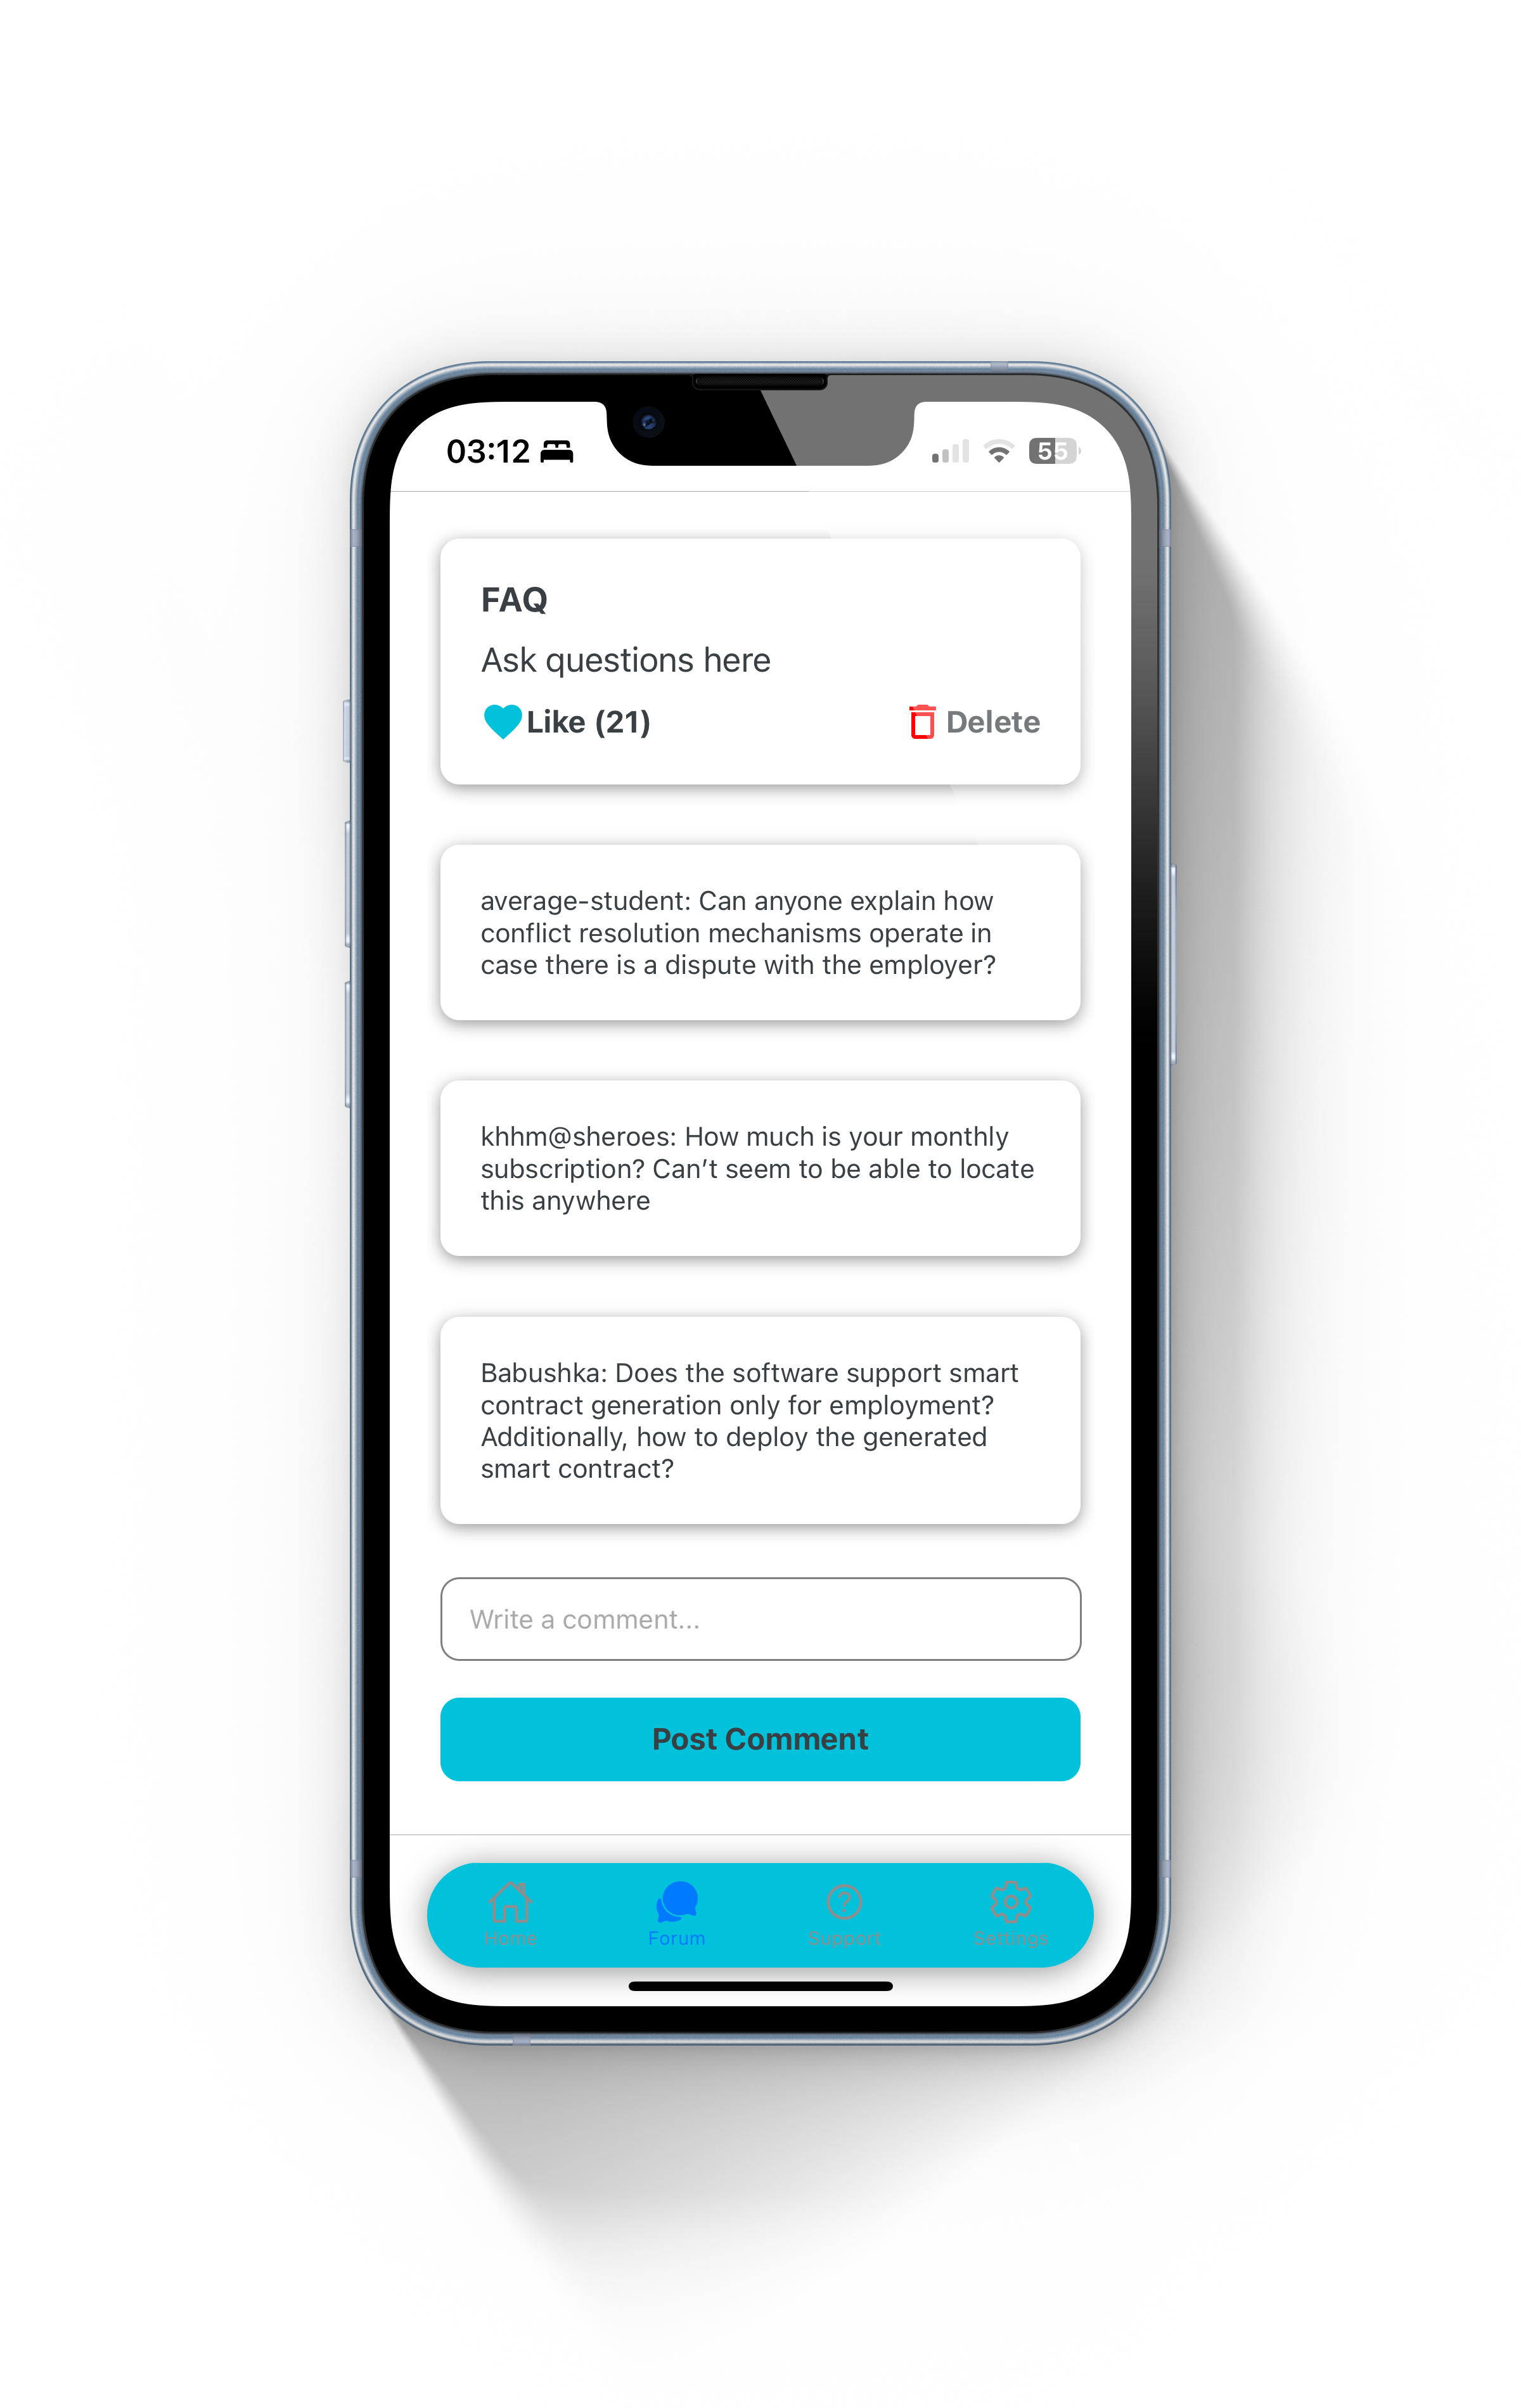 03:12
55
FAQ
Ask questions here
Like (21)
Delete
average-student: Can anyone explain how
conflict resolution mechanisms operate in
case there is a dispute with the employer?
khhm@sheroes: How much is your monthly
subscription? Can’t seem to be able to locate
this anywhere
Babushka: Does the software support smart
contract generation only for employment?
Additionally, how to deploy the generated
smart contract?
Write a comment...
Post Comment
Home
Forum
Support
Settings